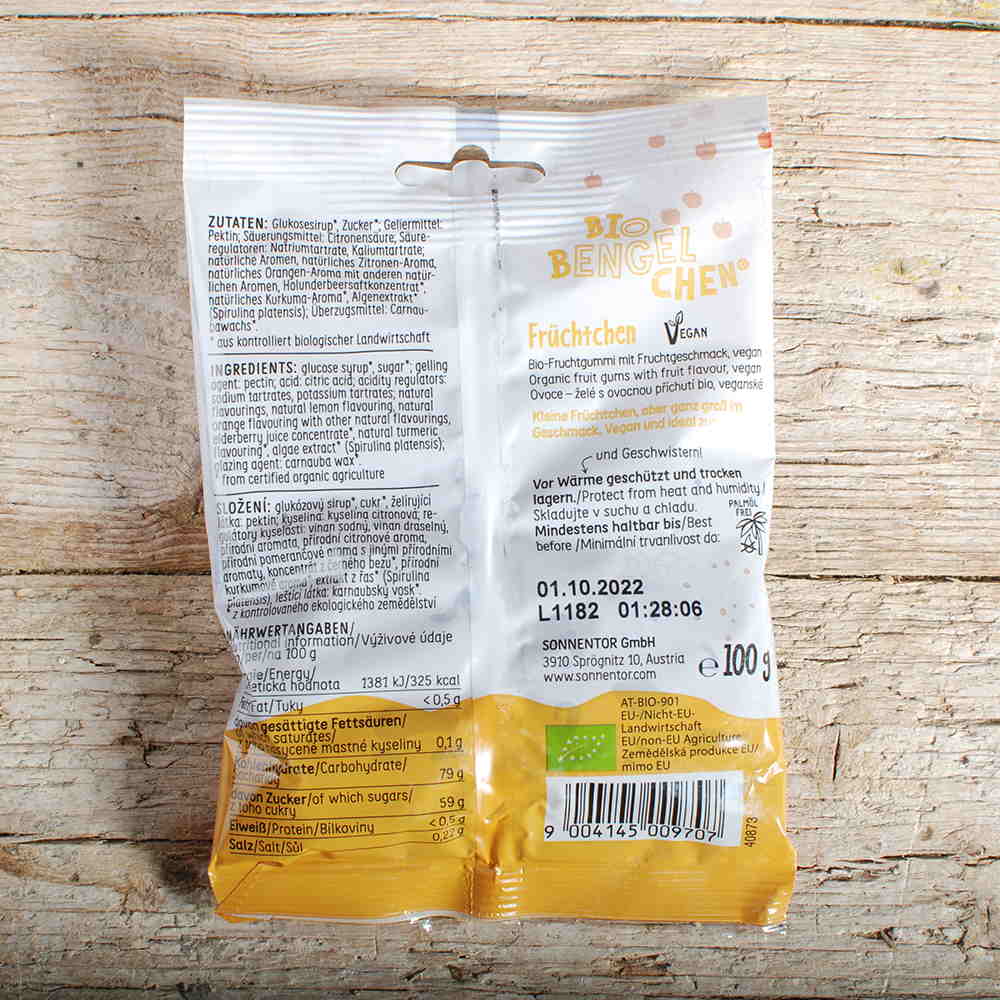 ZUTATEN: Glukosesirup*, Zucker*; Geliermittel:
Pektin; Säuerungsmittel: Citronensäure, Säure-
regulatoren: Natriumtartrate, Kaliumtartrate;
natürliche Aromen, natürliches Zitronen-Aroma,
natürliches Orangen-Aroma mit anderen natür-
lichen Aromen, Holunderbeersaftkonzentrat*,
natürliches Kurkuma-Aroma*, Algenextrakt*
(Spirulina platensis); Überzugsmittel: Carnau-
bawachs*.
* aus kontrolliert biologischer Landwirtschaft
INGREDIENTS: glucose syrup*, sugar*; gelling
agent: pectin; acid: citric acid; acidity regulators:
sodium tartrates, potassium tartrates; natural
flavourings, natural lemon flavouring, natural
orange flavouring with other natural flavourings,
elderberry juice concentrate*, natural turmeric
flavouring*, algae extract* (Spirulina platensis);
glazing agent: carnauba wax*.
* from certified organic agriculture
SLOŽENÍ: glukózový sirup*, cukr*, želírující
látka: pektin; kyselina: kyselina citronová, re-
gulátory kyselosti: vinan sodný, vinan draselný,
přírodní aromata, přírodní citronové aroma,
přírodní pomerančové aroma s jinými přírodními
aromaty, koncentrát z černého bezu*, přírodní
kurkumové aroma*, extrakt z řas* (Spirulina
platensis), leštící látka: karnaubský vosk*.
* z kontrolovaného ekologického zemědělství
NÄHRWERTANGABEN/
nutritional information/Výživové údaje
/per/na 100 g
/Energy/
hodnota 1381 kJ/325 kcal
Fat/Tuky < 0,5 g
davon gesättigte Fettsäuren/
of which saturates/
mastné kyseliny 0,1 g
Kohlenhydrate/Carbohydrate/
79 g
davon Zucker/of which sugars/
z toho cukry 59 g
Eiweiß/Protein/Bílkoviny < 0,5 g
Salz/Salt/Sůl 0,22 g
BIO
BENGEL
CHEN®
Früchtchen VEGAN
Bio-Fruchtgummi mit Fruchtgeschmack, vegan
Organic fruit gums with fruit flavour, vegan
Ovoce – želé s ovocnou příchutí bio, veganské
Kleine Früchtchen, aber ganz groß im
Geschmack. Vegan und ideal zum
und Geschwistern!
Vor Wärme geschützt und trocken
lagern./Protect from heat and humidity/
Skladujte v suchu a chladu.
Mindestens haltbar bis/Best
before /Minimální trvanlivost do:
PALMÖL
FREI
01.10.2022
L1182 01:28:06
SONNENTOR GmbH
3910 Sprögnitz 10, Austria
www.sonnentor.com
℮ 100 g
AT-BIO-901
EU-/Nicht-EU-
Landwirtschaft
EU/non-EU Agriculture
Zemědělská produkce EU/
mimo EU
9 004145 009707
40873